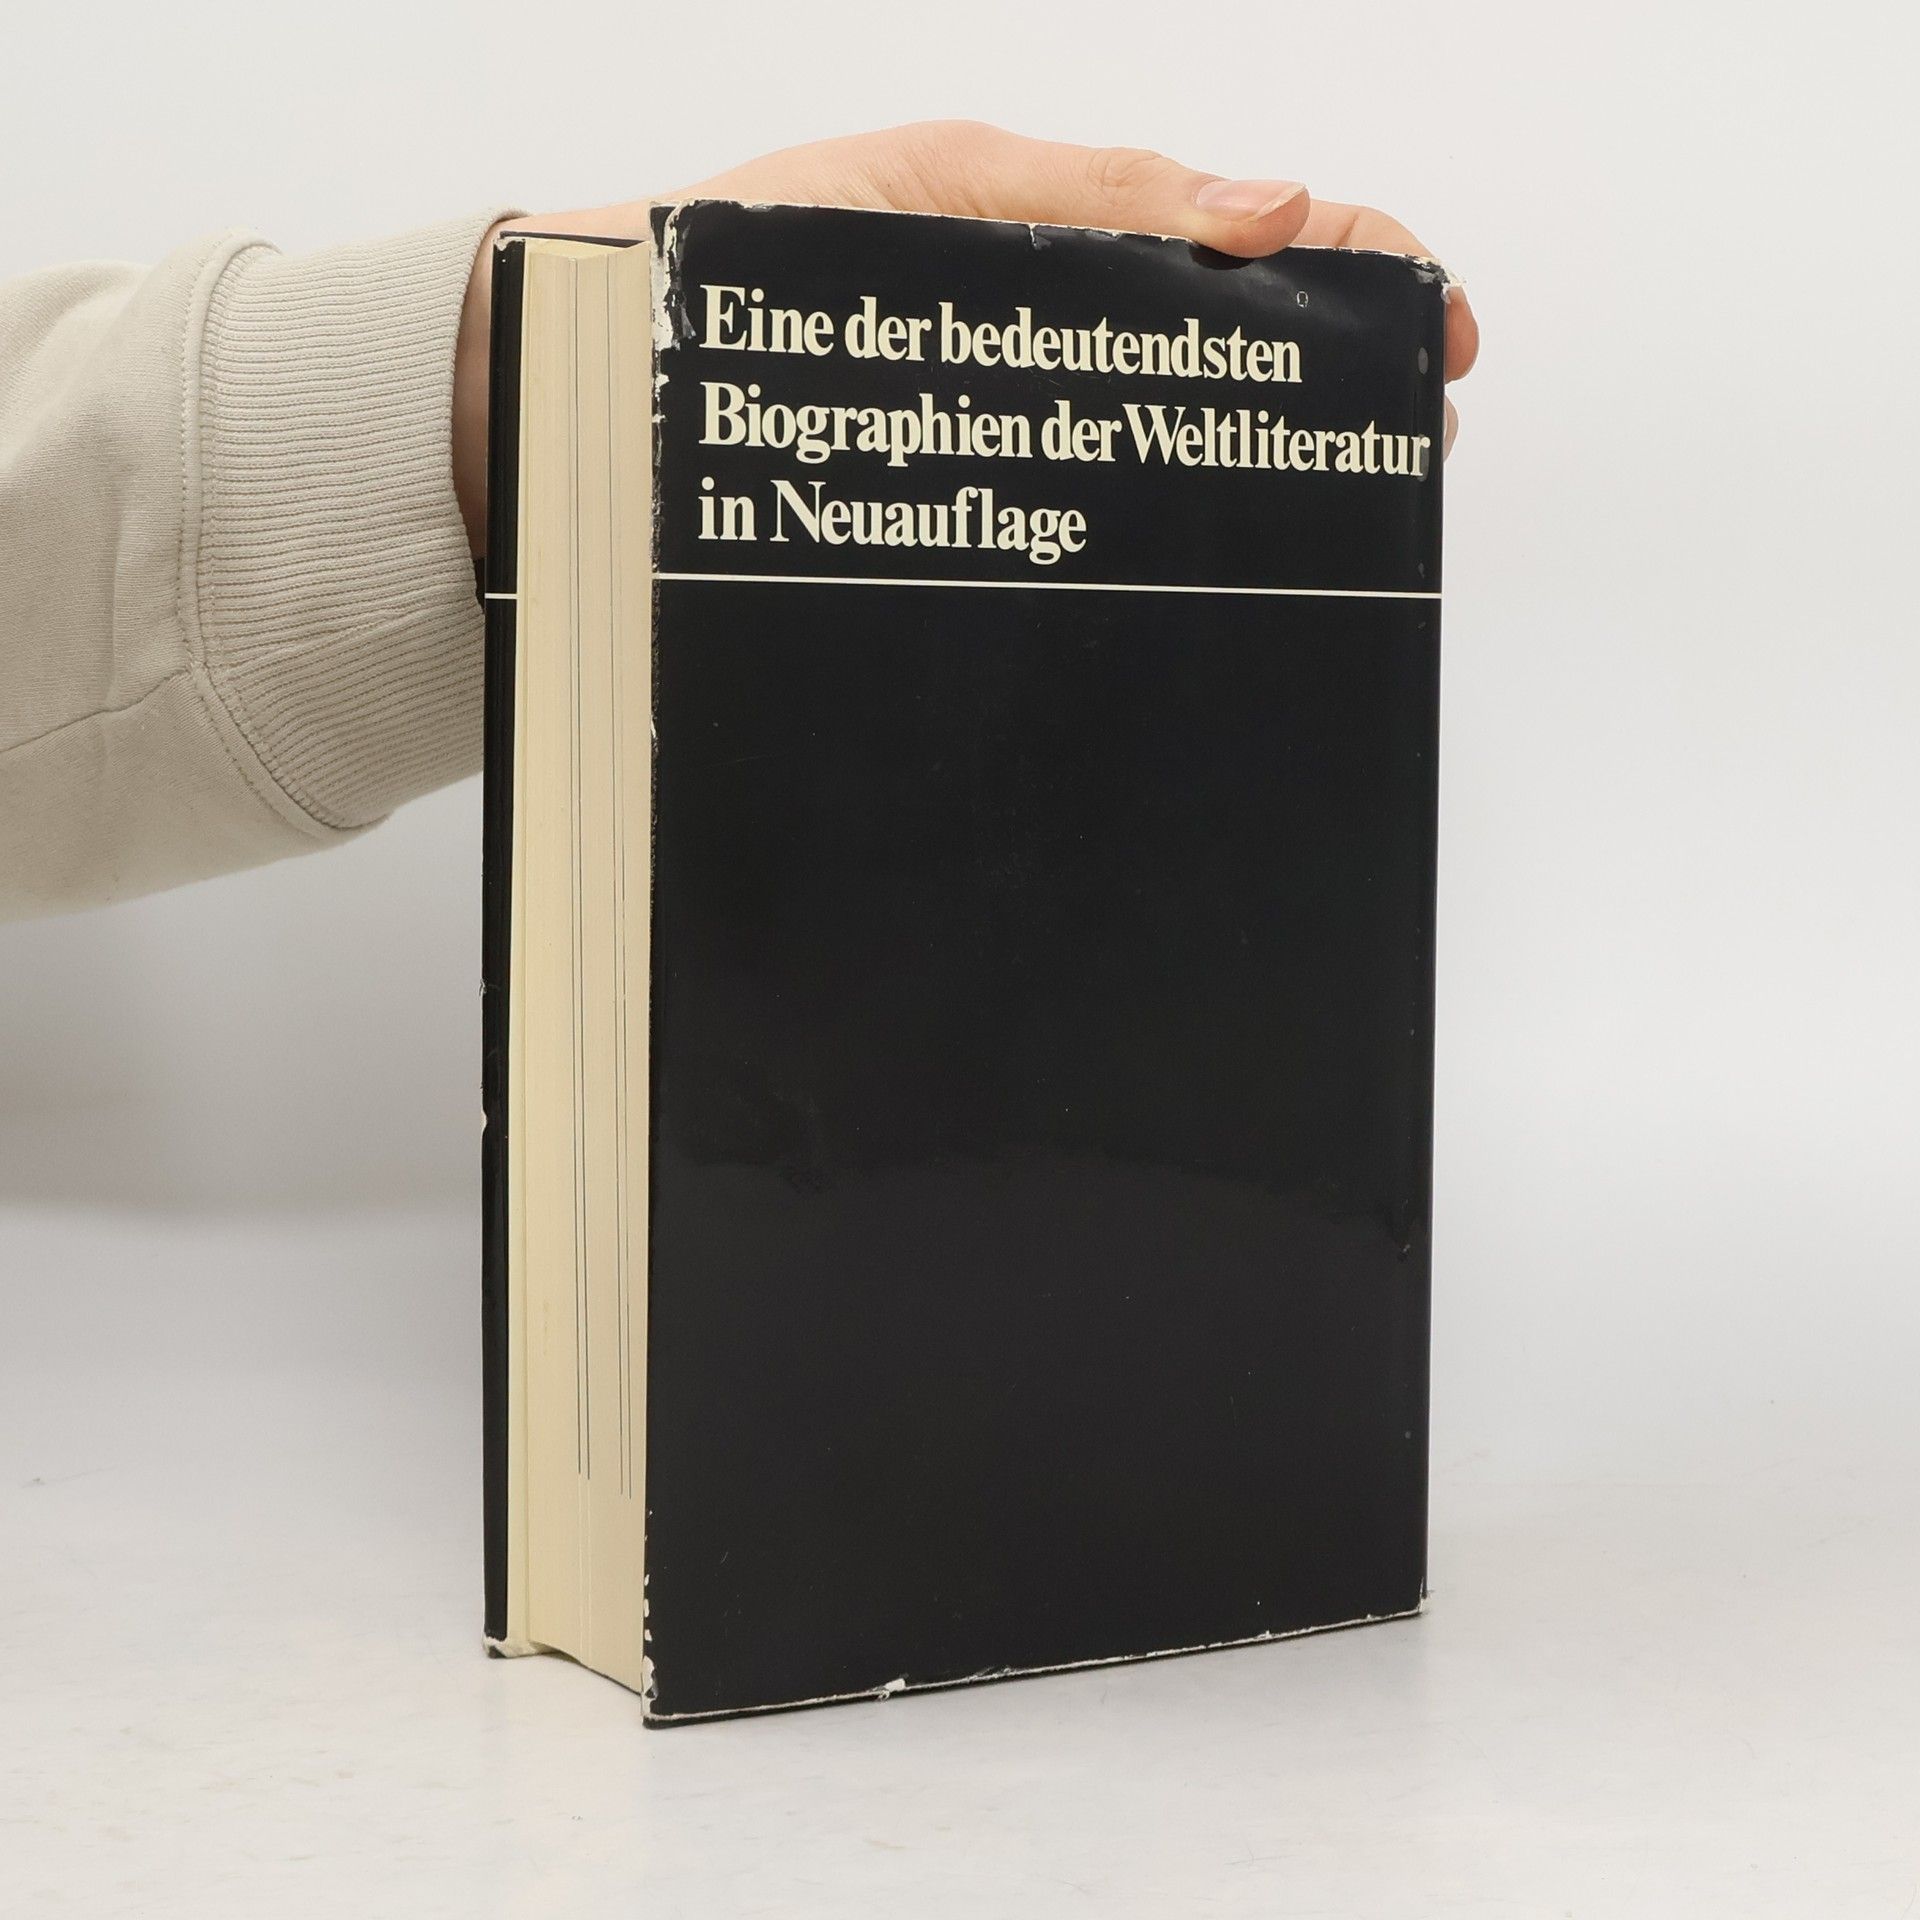 Eine der bedeutendsten
Biographien der Weltliteratur
in Neuauflage